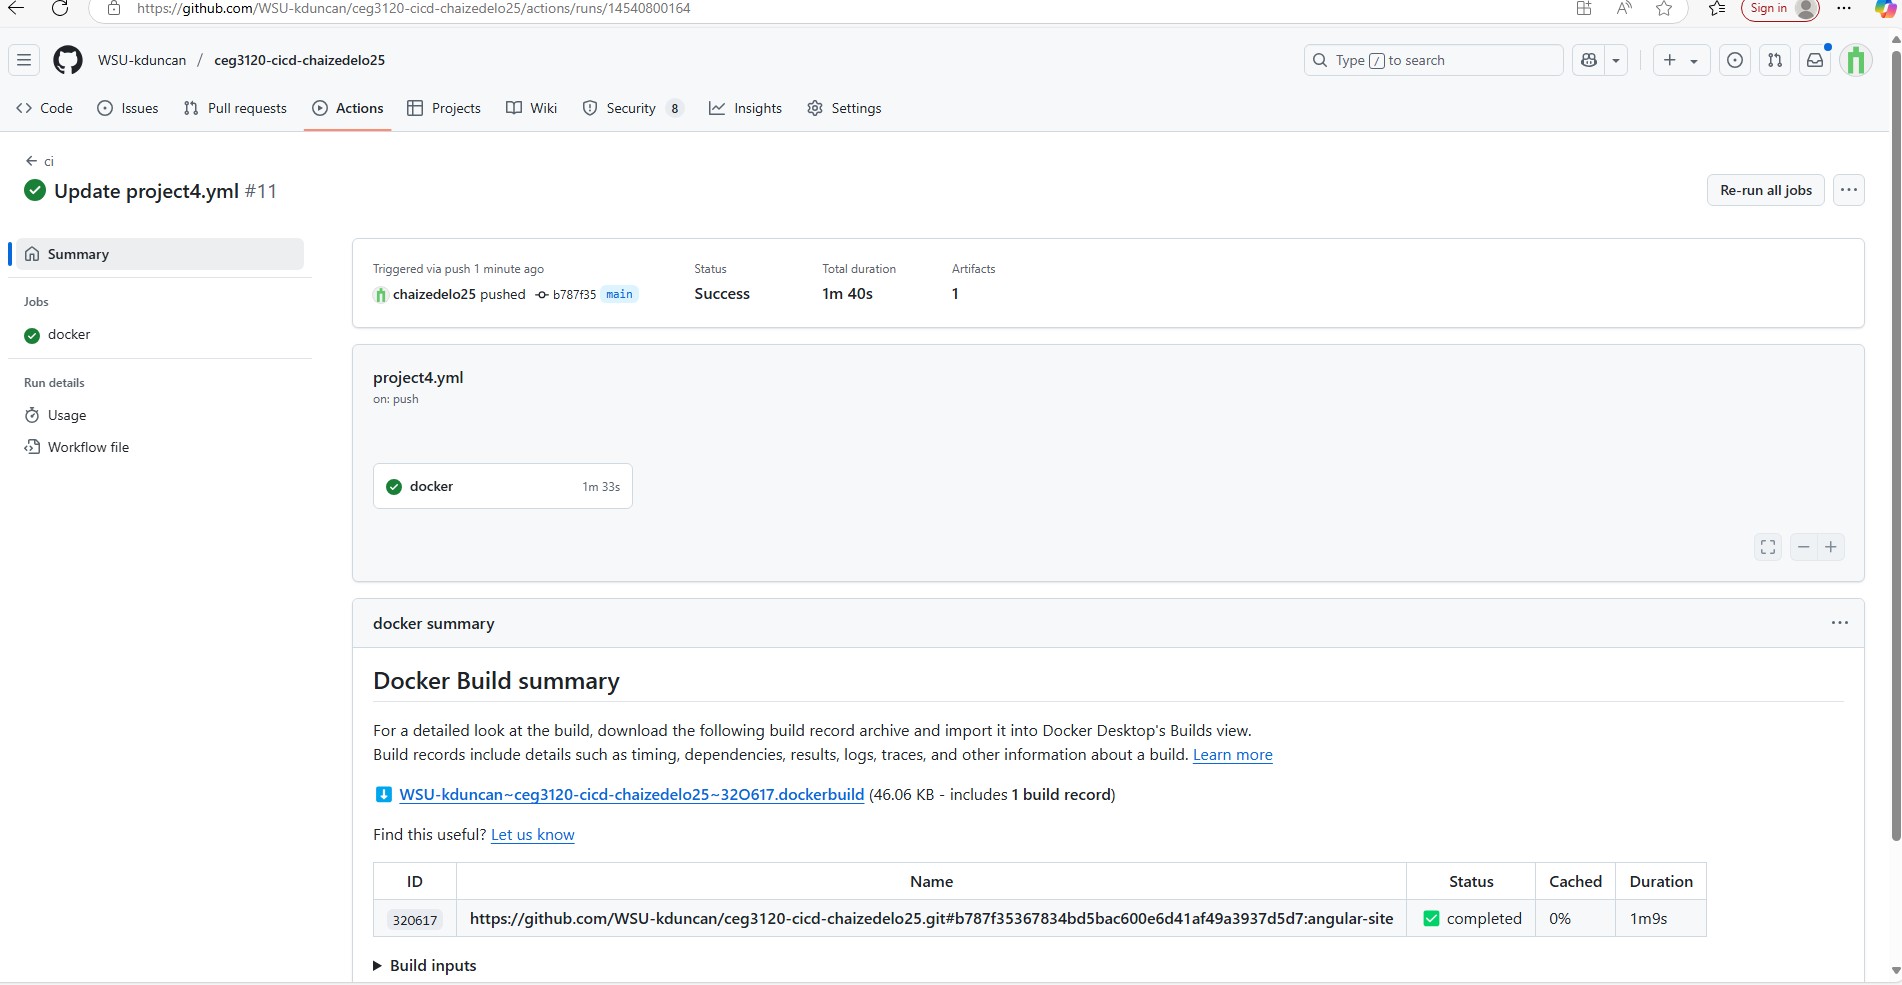 https://github.com/WSU-kduncan/ceg3120-cicd-chaizedelo25/actions/runs/14540800164
Sign in
WSU-kduncan / ceg3120-cicd-chaizedelo25
Type / to search
Code Issues Pull requests Actions Projects Wiki Security 8 Insights Settings
ci
Update project4.yml #11
Re-run all jobs
Summary
Jobs
docker
Run details
Usage
Workflow file
Triggered via push 1 minute ago Status Total duration Artifacts
chaizedelo25 pushed b787f35 main Success 1m 40s 1
project4.yml
on: push
docker 1m 33s
docker summary
Docker Build summary
For a detailed look at the build, download the following build record archive and import it into Docker Desktop's Builds view.
Build records include details such as timing, dependencies, results, logs, traces, and other information about a build. Learn more
WSU-kduncan~ceg3120-cicd-chaizedelo25~32O617.dockerbuild (46.06 KB - includes 1 build record)
Find this useful? Let us know
ID Name Status Cached Duration
320617 https://github.com/WSU-kduncan/ceg3120-cicd-chaizedelo25.git#b787f35367834bd5bac600e6d41af49a3937d5d7:angular-site completed 0% 1m9s
Build inputs